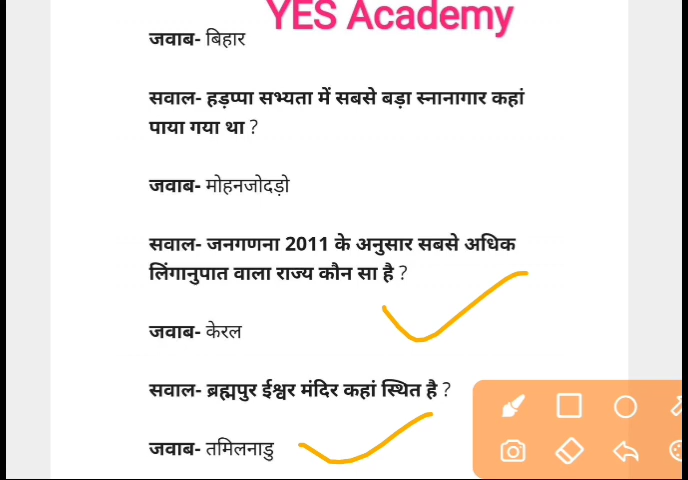 YES Academy
जवाब- बिहार
सवाल- हड़प्पा सभ्यता में सबसे बड़ा स्नानागार कहां
पाया गया था ?
जवाब- मोहनजोदड़ो
सवाल- जनगणना 2011 के अनुसार सबसे अधिक
लिंगानुपात वाला राज्य कौन सा है ?
जवाब- केरल
सवाल- ब्रह्मपुर ईश्वर मंदिर कहां स्थित है ?
जवाब- तमिलनाडु